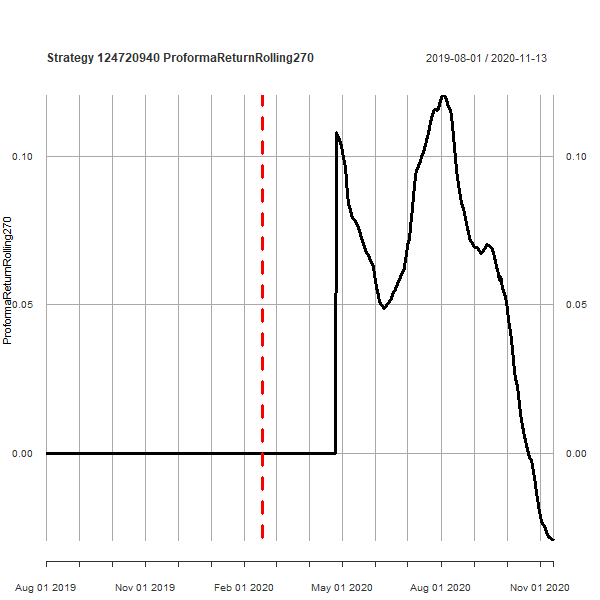 Strategy 124720940 ProformaReturnRolling270
2019-08-01 / 2020-11-13
ProformaReturnRolling270
0.10
0.05
0.00
0.10
0.05
0.00
Aug 01 2019
Nov 01 2019
Feb 01 2020
May 01 2020
Aug 01 2020
Nov 01 2020